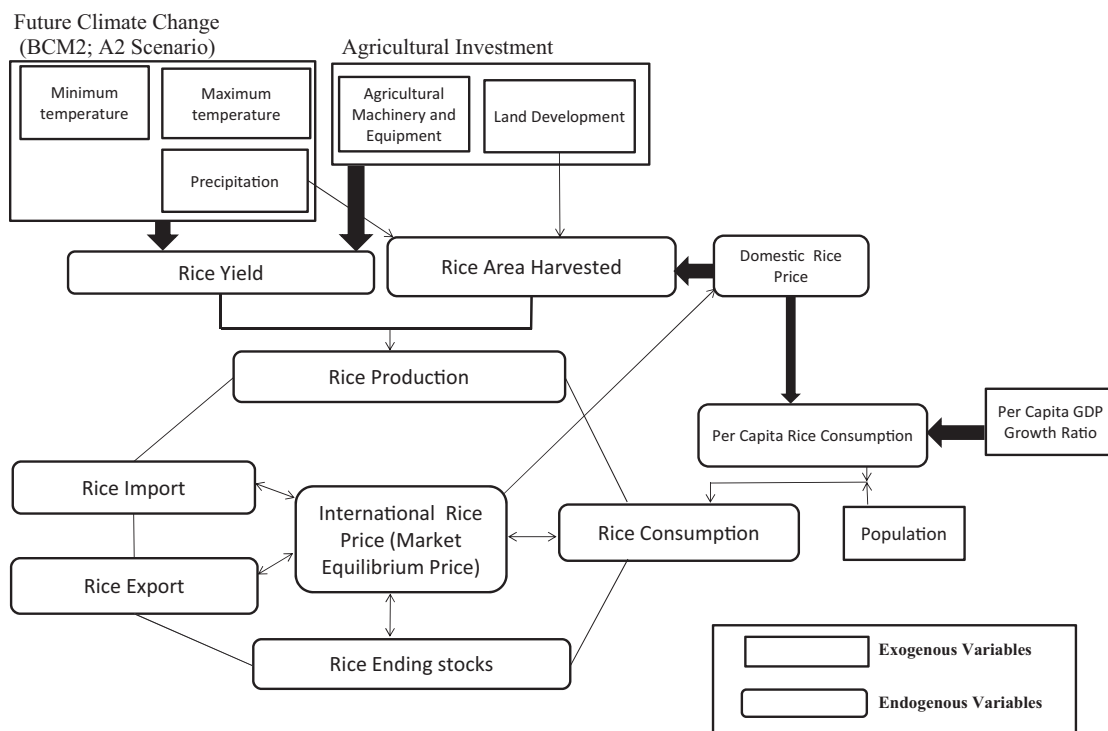 Future Climate Change
(BCM2; A2 Scenario)
Agricultural Investment
Minimum
temperature
Maximum
temperature
Agricultural
Machinery and
Equipment
Land Development
Precipitation
Rice Yield
Rice Area Harvested
Domestic Rice
Price
Rice Production
Per Capita Rice Consumption
Per Capita GDP
Growth Ratio
Rice Import
International Rice
Price (Market
Equilibrium Price)
Rice Consumption
Population
Rice Export
Rice Ending stocks
Exogenous Variables
Endogenous Variables